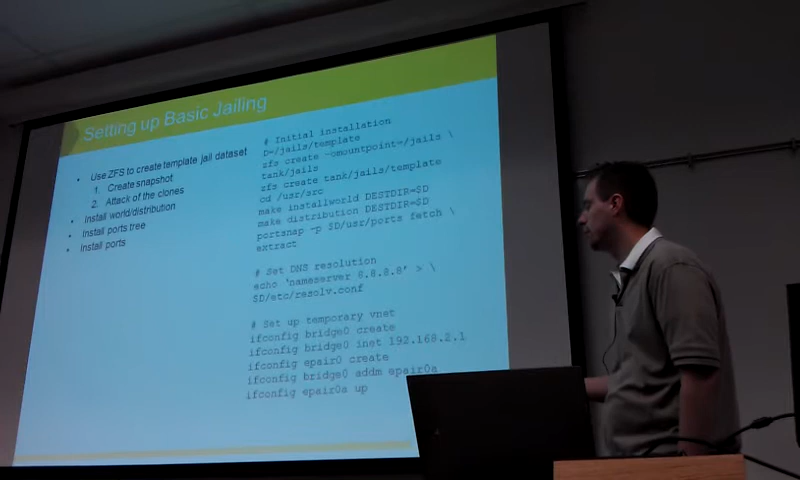 Setting up Basic Jailing
• Use ZFS to create template jail dataset
1. Create snapshot
2. Attack of the clones
• Install world/distribution
• Install ports tree
• Install ports
# Initial installation
D=/jails/template
zfs create -omountpoint=/jails \
tank/jails
zfs create tank/jails/template
cd /usr/src
make installworld DESTDIR=$D
make distribution DESTDIR=$D
portsnap -p $D/usr/ports fetch \
extract
# Set DNS resolution
echo 'nameserver 8.8.8.8' > \
$D/etc/resolv.conf
# Set up temporary vnet
ifconfig bridge0 create
ifconfig bridge0 inet 192.168.2.1
ifconfig epair0 create
ifconfig bridge0 addm epair0a
ifconfig epair0a up